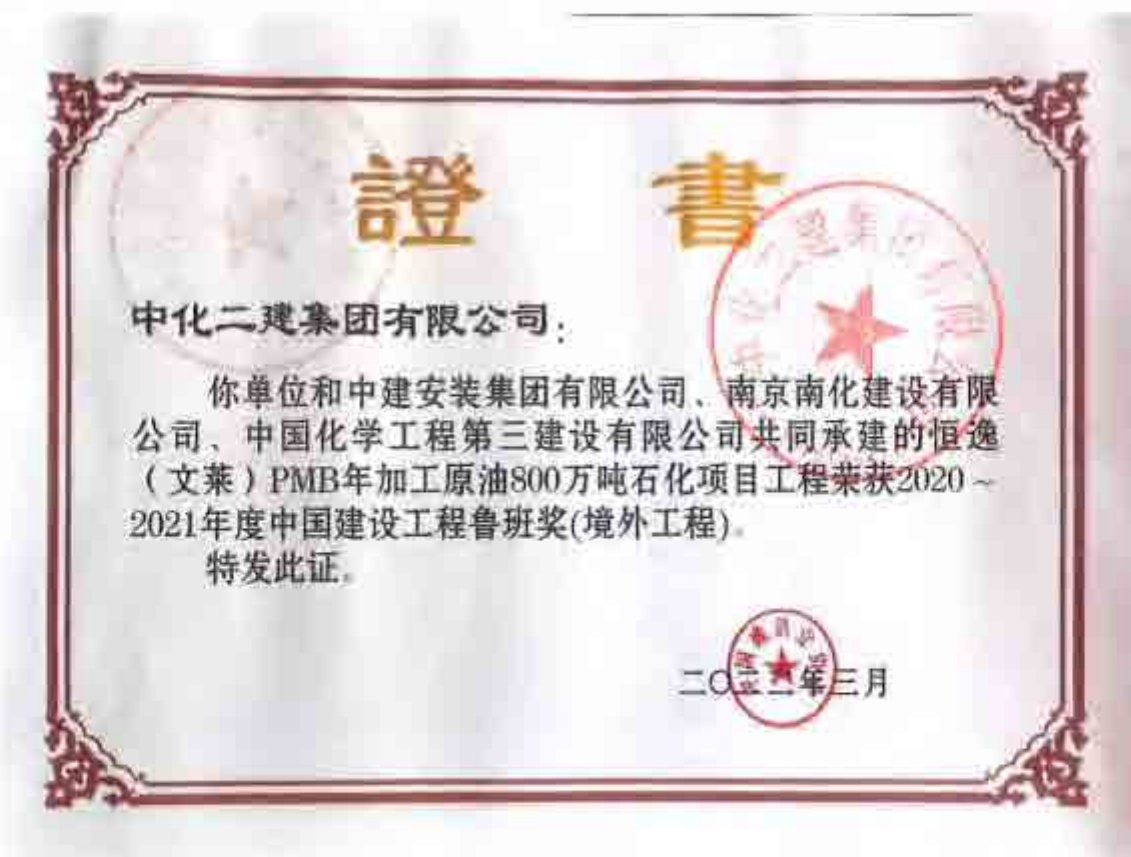 證 書
中化二建集团有限公司：
你单位和中建安装集团有限公司、南京南化建设有限
公司、中国化学工程第三建设有限公司共同承建的恒逸
（文莱）PMB年加工原油800万吨石化项目工程荣获2020～
2021年度中国建设工程鲁班奖(境外工程)。
特发此证。
二〇二二年三月